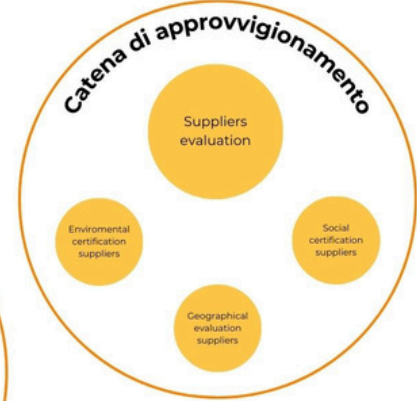 Catena di approvvigionamento
Suppliers
evaluation
Enviromental
certification
suppliers
Social
certification
suppliers
Geographical
evaluation
suppliers